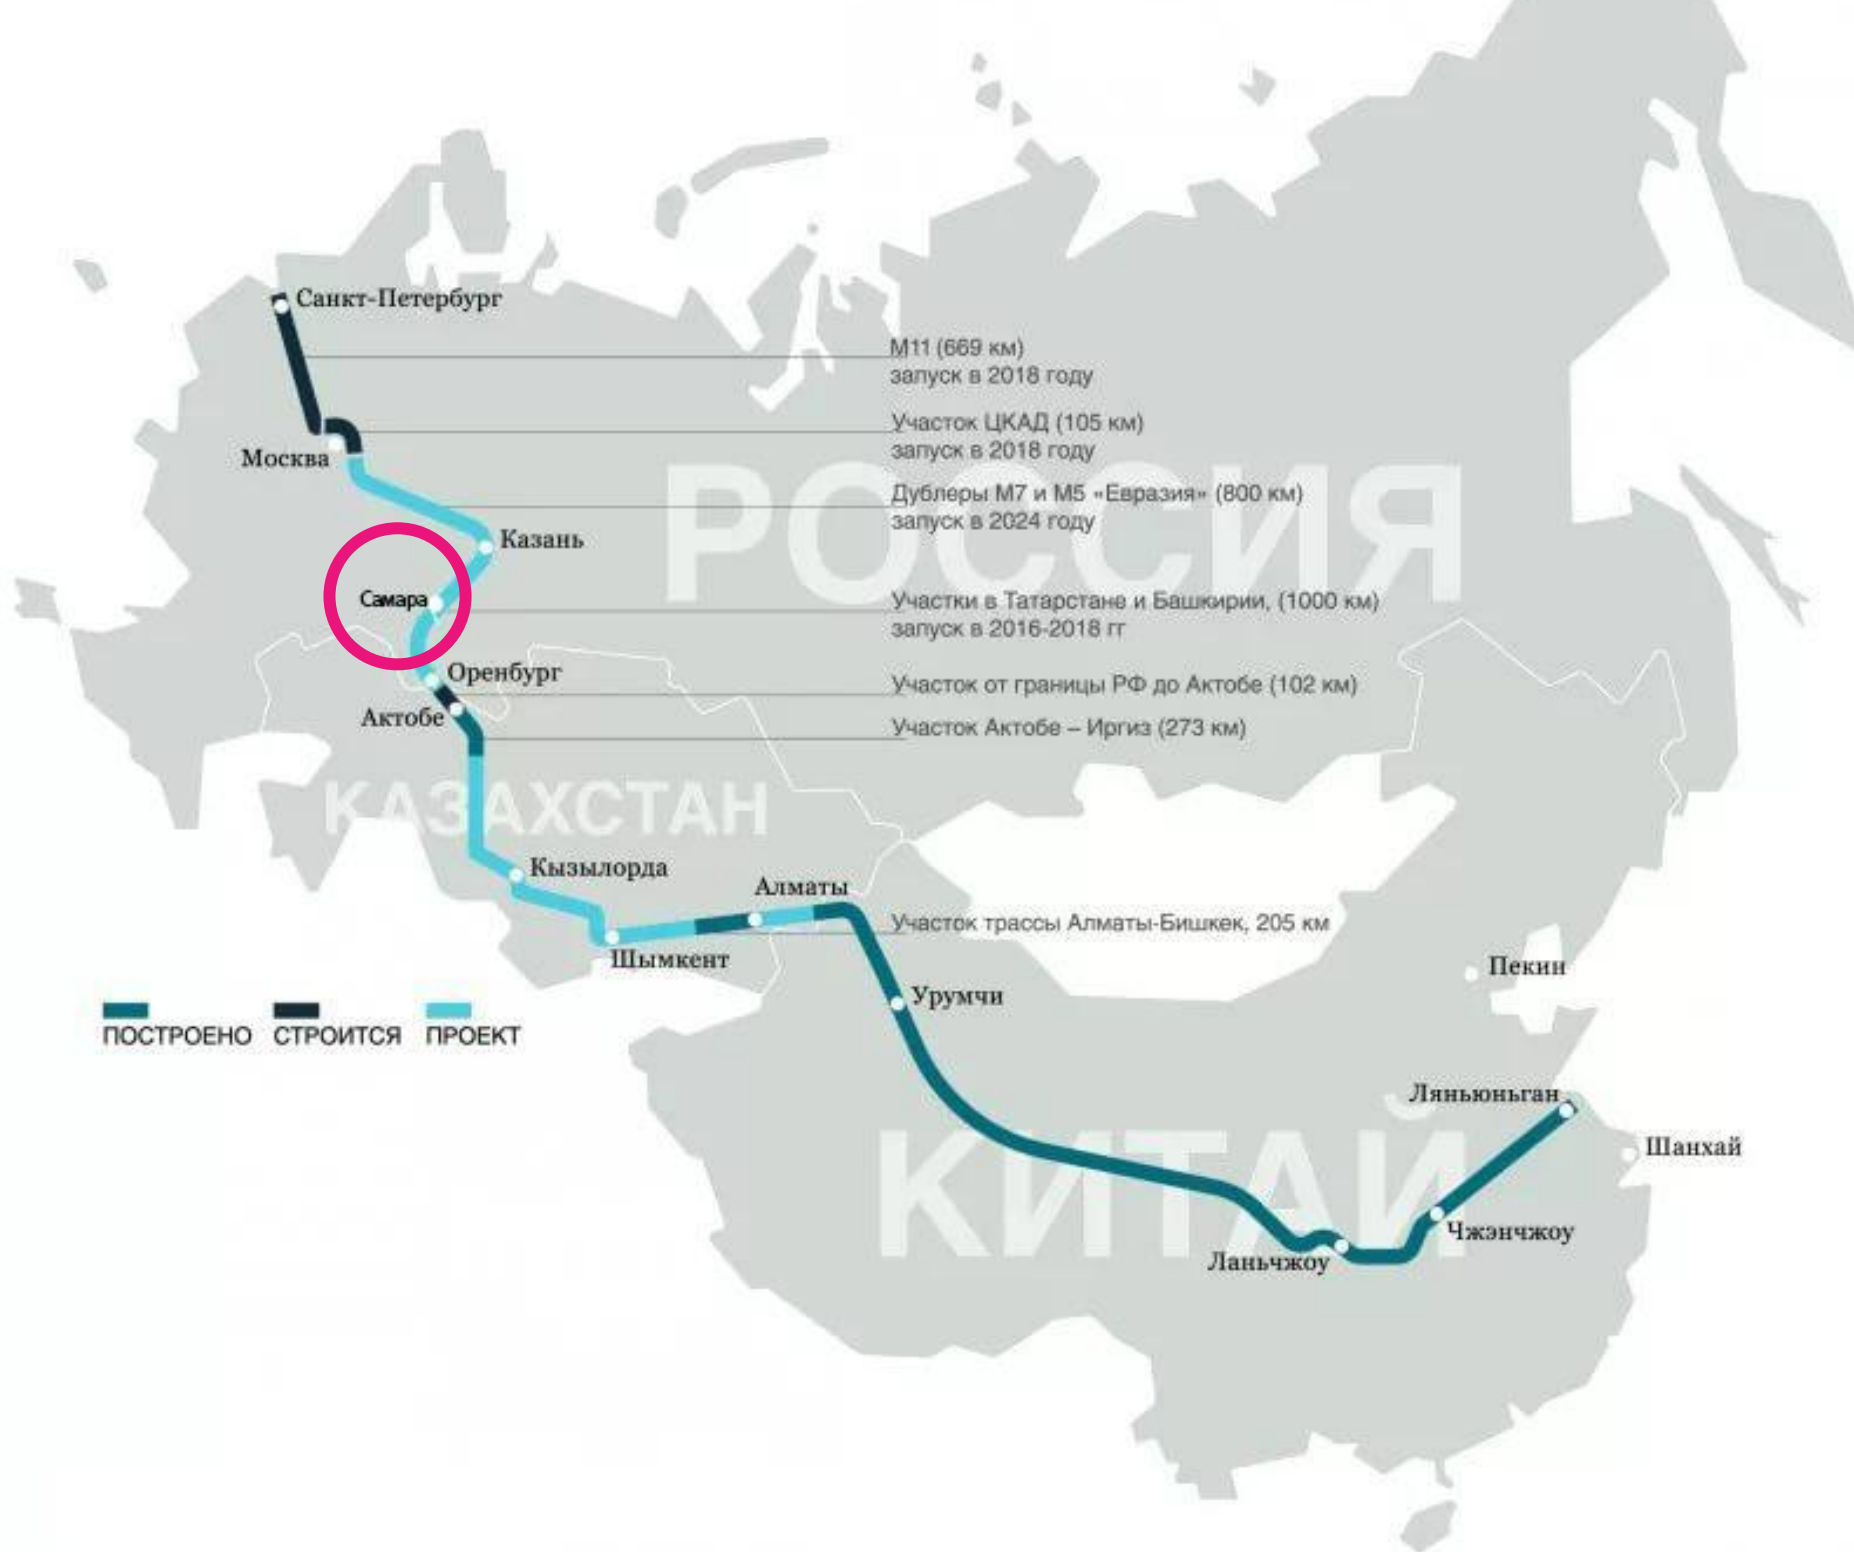 Санкт-Петербург
М11 (669 км)
запуск в 2018 году
Участок ЦКАД (105 км)
запуск в 2018 году
Москва
РОССИЯ
Дублеры М7 и М5 «Евразия» (800 км)
запуск в 2024 году
Казань
Самара
Участки в Татарстане и Башкирии, (1000 км)
запуск в 2016-2018 гг
Оренбург
Участок от границы РФ до Актобе (102 км)
Актобе
Участок Актобе – Иргиз (273 км)
КАЗАХСТАН
Кызылорда
Алматы
Участок трассы Алматы-Бишкек, 205 км
Шымкент
Пекин
Урумчи
ПОСТРОЕНО СТРОИТСЯ ПРОЕКТ
Ляньюньган
Шанхай
КИТАЙ
Чжэнчжоу
Ланьчжоу